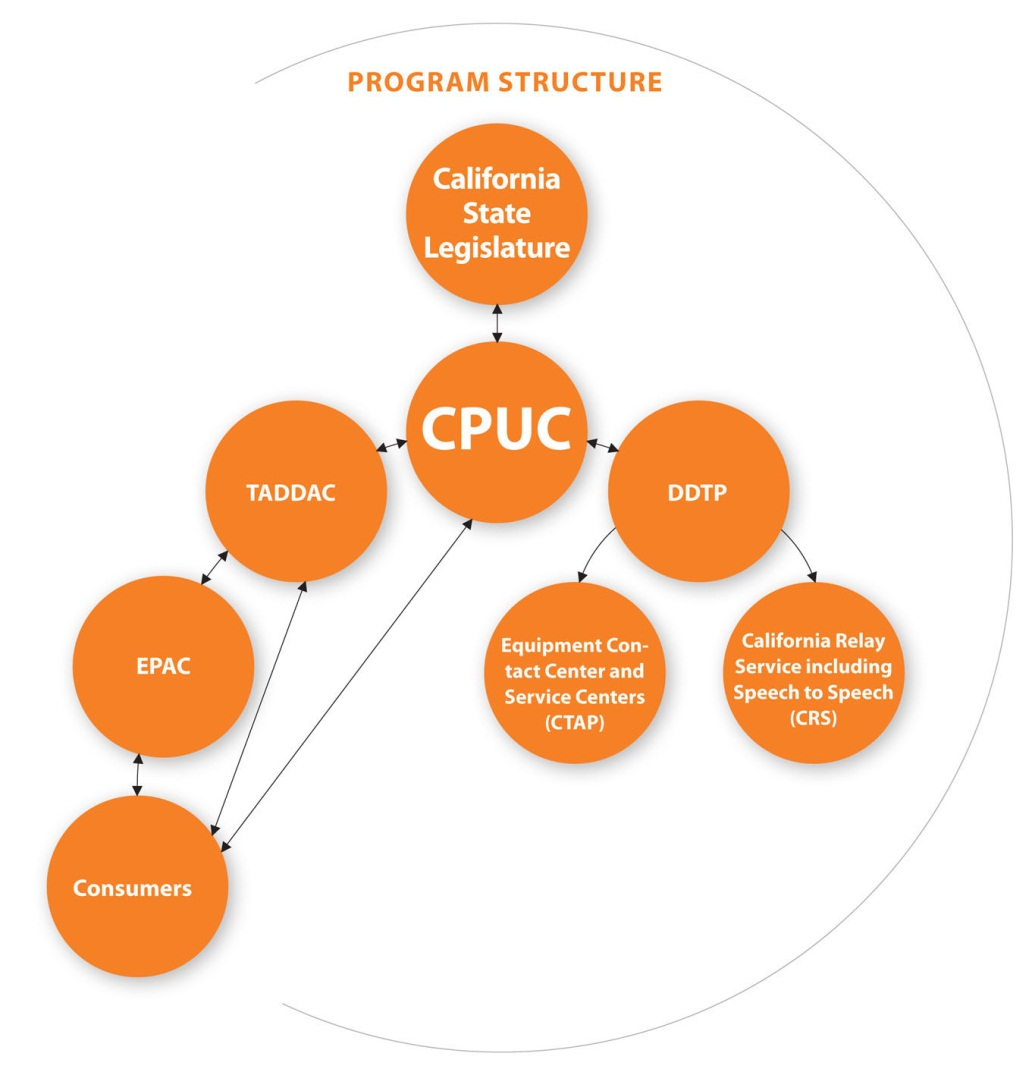 PROGRAM STRUCTURE
California
State
Legislature
CPUC
TADDAC
DDTP
EPAC
Equipment Con-
tact Center and
Service Centers
(CTAP)
California Relay
Service including
Speech to Speech
(CRS)
Consumers